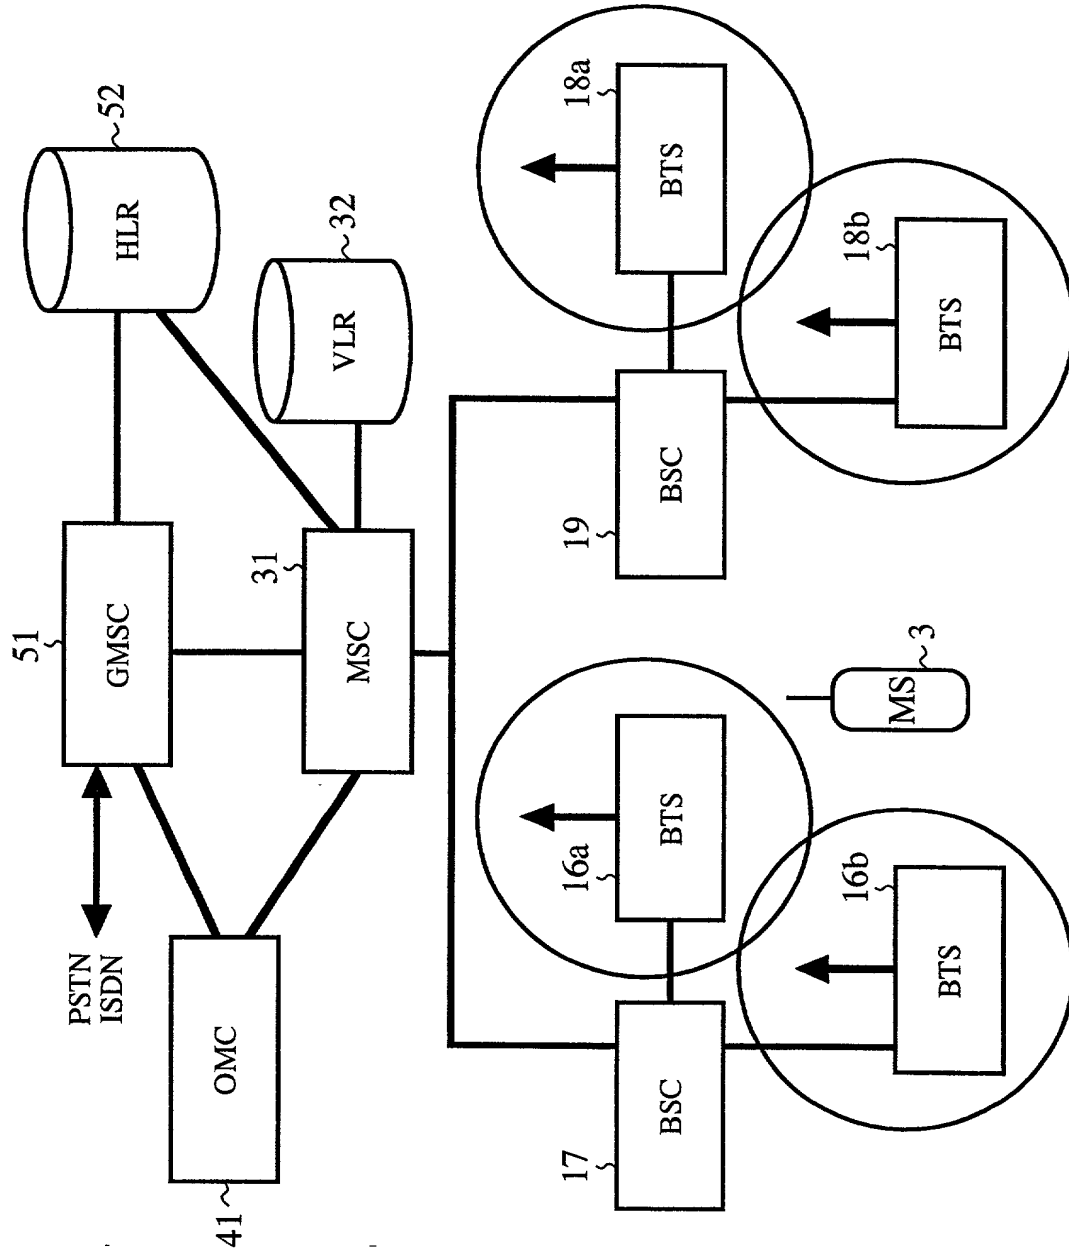 PSTN
ISDN
51
GMSC
HLR
52
41
OMC
31
MSC
VLR
32
17
BSC
16a
BTS
19
BSC
18a
BTS
16b
BTS
MS
3
18b
BTS